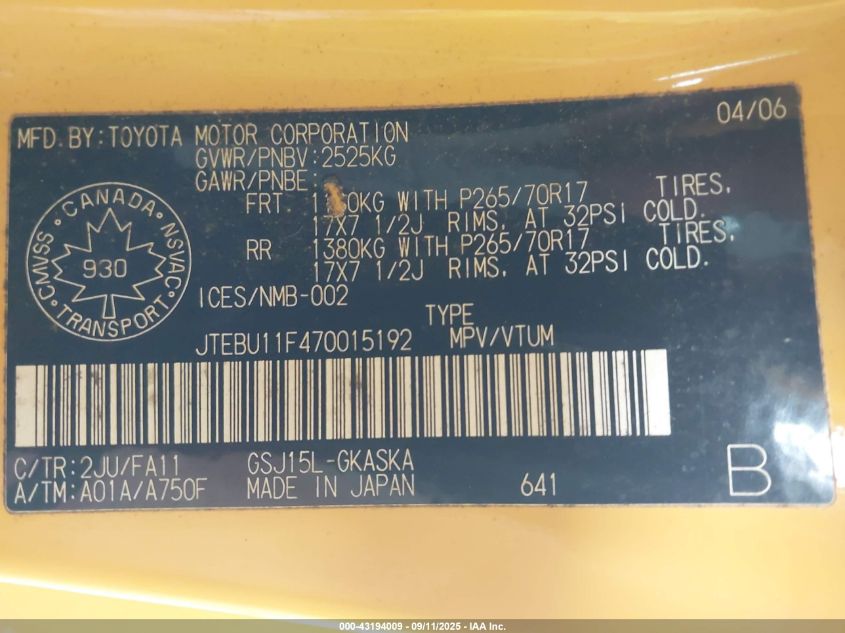 04/06
MFD.BY:TOYOTA MOTOR CORPORATION
GVWR/PNBV:2525KG
GAWR/PNBE:
FRT WITH P265/70R17 TIRES,
17X7 1/2J RIMS, AT 32PSI COLD.
RR 1380KG WITH P265/70R17 TIRES,
17X7 1/2J RIMS, AT 32PSI COLD.
CANADA
CMVSS
NSVAC
930
TRANSPORT
ICES/NMB-002
TYPE
JTEBU11F470015192 MPV/VTUM
C/TR:2JU/FA11 GSJ15L-GKASKA
A/TM:A01A/A750F MADE IN JAPAN 641
B
000-43194009 - 09/11/2025 - IAA Inc.